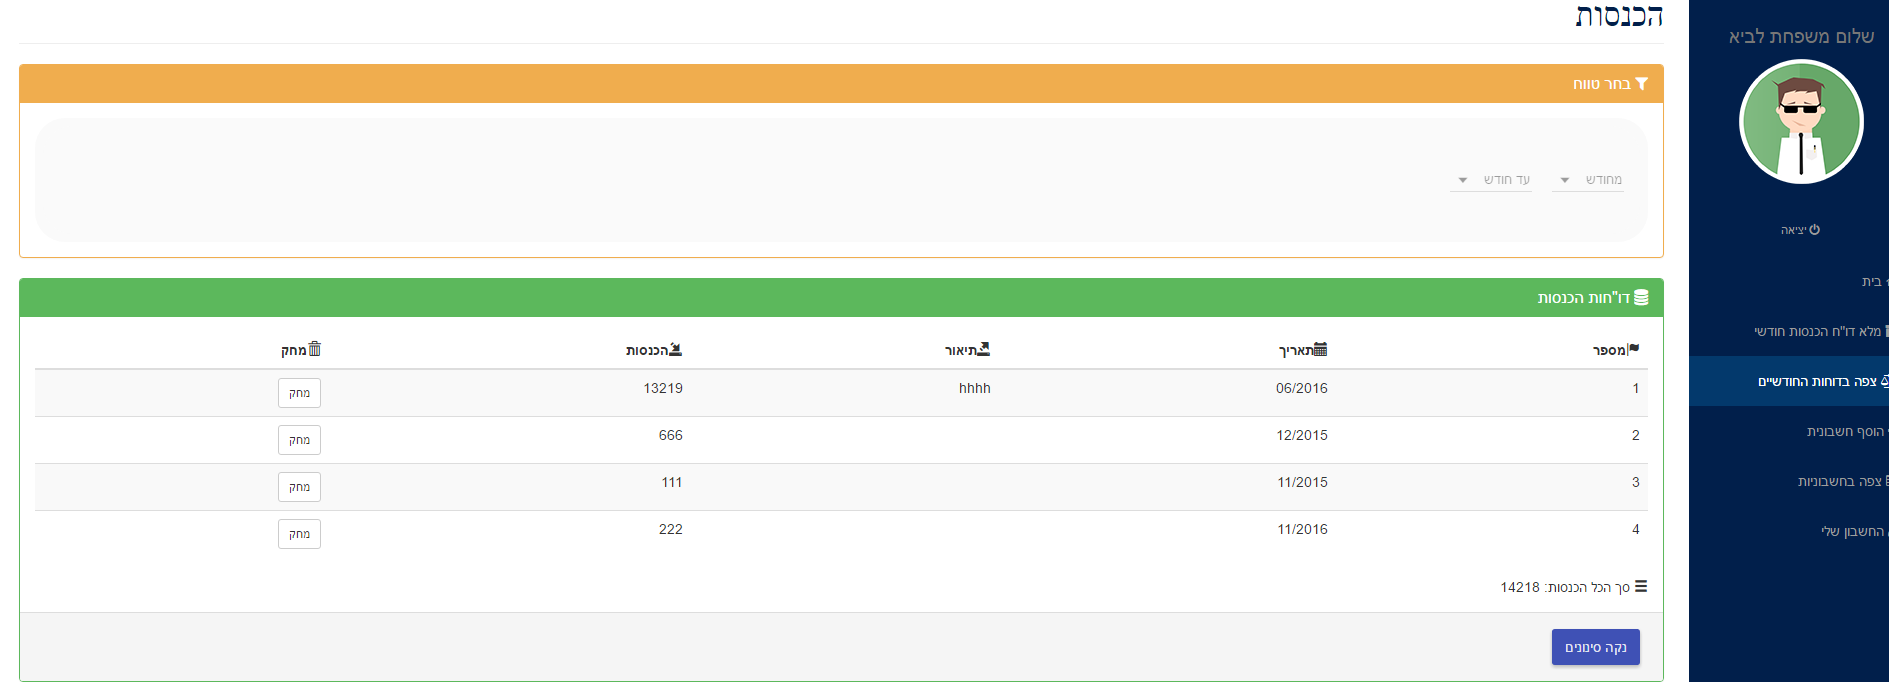 שלום משפחת לביא
יציאה
בית
מלא דו"ח הכנסות חודשי
צפה בדוחות החודשיים
הוסף חשבונית
צפה בחשבוניות
החשבון שלי
הכנסות
בחר טווח
מחודש עד חודש
דו"חות הכנסות
מספר תאריך תיאור הכנסות מחק
1 06/2016 hhhh 13219 מחק
2 12/2015 666 מחק
3 11/2015 111 מחק
4 11/2016 222 מחק
סך הכל הכנסות: 14218
נקה סינונים